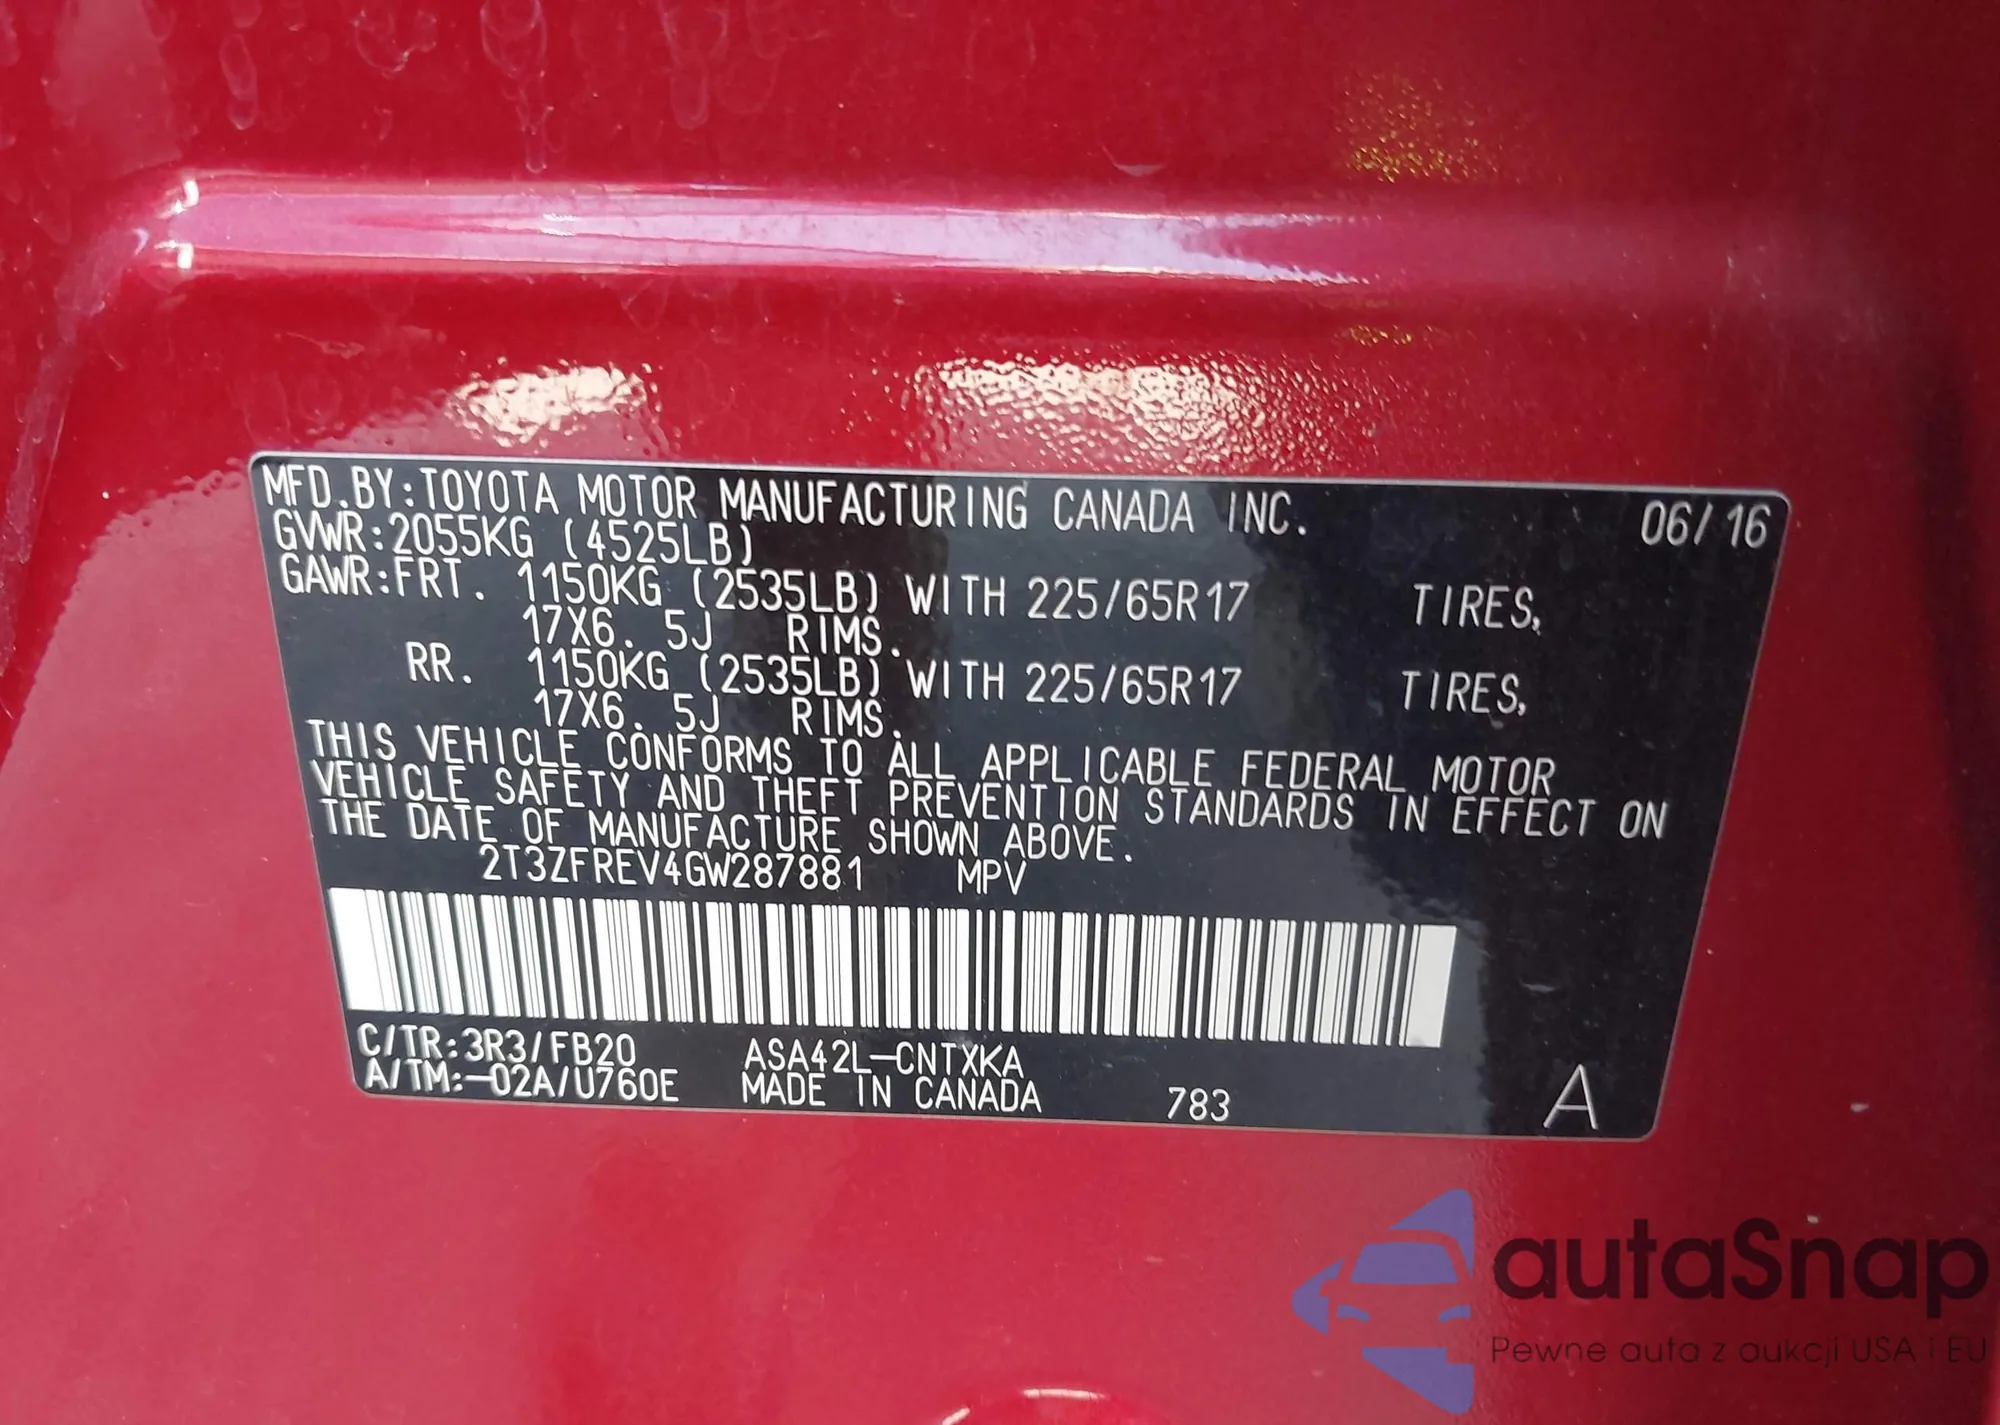 MFD.BY:TOYOTA MOTOR MANUFACTURING CANADA INC. 06/16
GVWR:2055KG (4525LB)
GAWR:FRT. 1150KG (2535LB) WITH 225/65R17 TIRES,
17X6.5J RIMS.
RR. 1150KG (2535LB) WITH 225/65R17 TIRES,
17X6.5J RIMS.
THIS VEHICLE CONFORMS TO ALL APPLICABLE FEDERAL MOTOR
VEHICLE SAFETY AND THEFT PREVENTION STANDARDS IN EFFECT ON
THE DATE OF MANUFACTURE SHOWN ABOVE.
2T3ZFREV4GW287881 MPV
C/TR:3R3/FB20 ASA42L-CNTXKA
A/TM:-02A/U760E MADE IN CANADA 783 A
autaSnap
Pewne auta z aukcji USA i EU